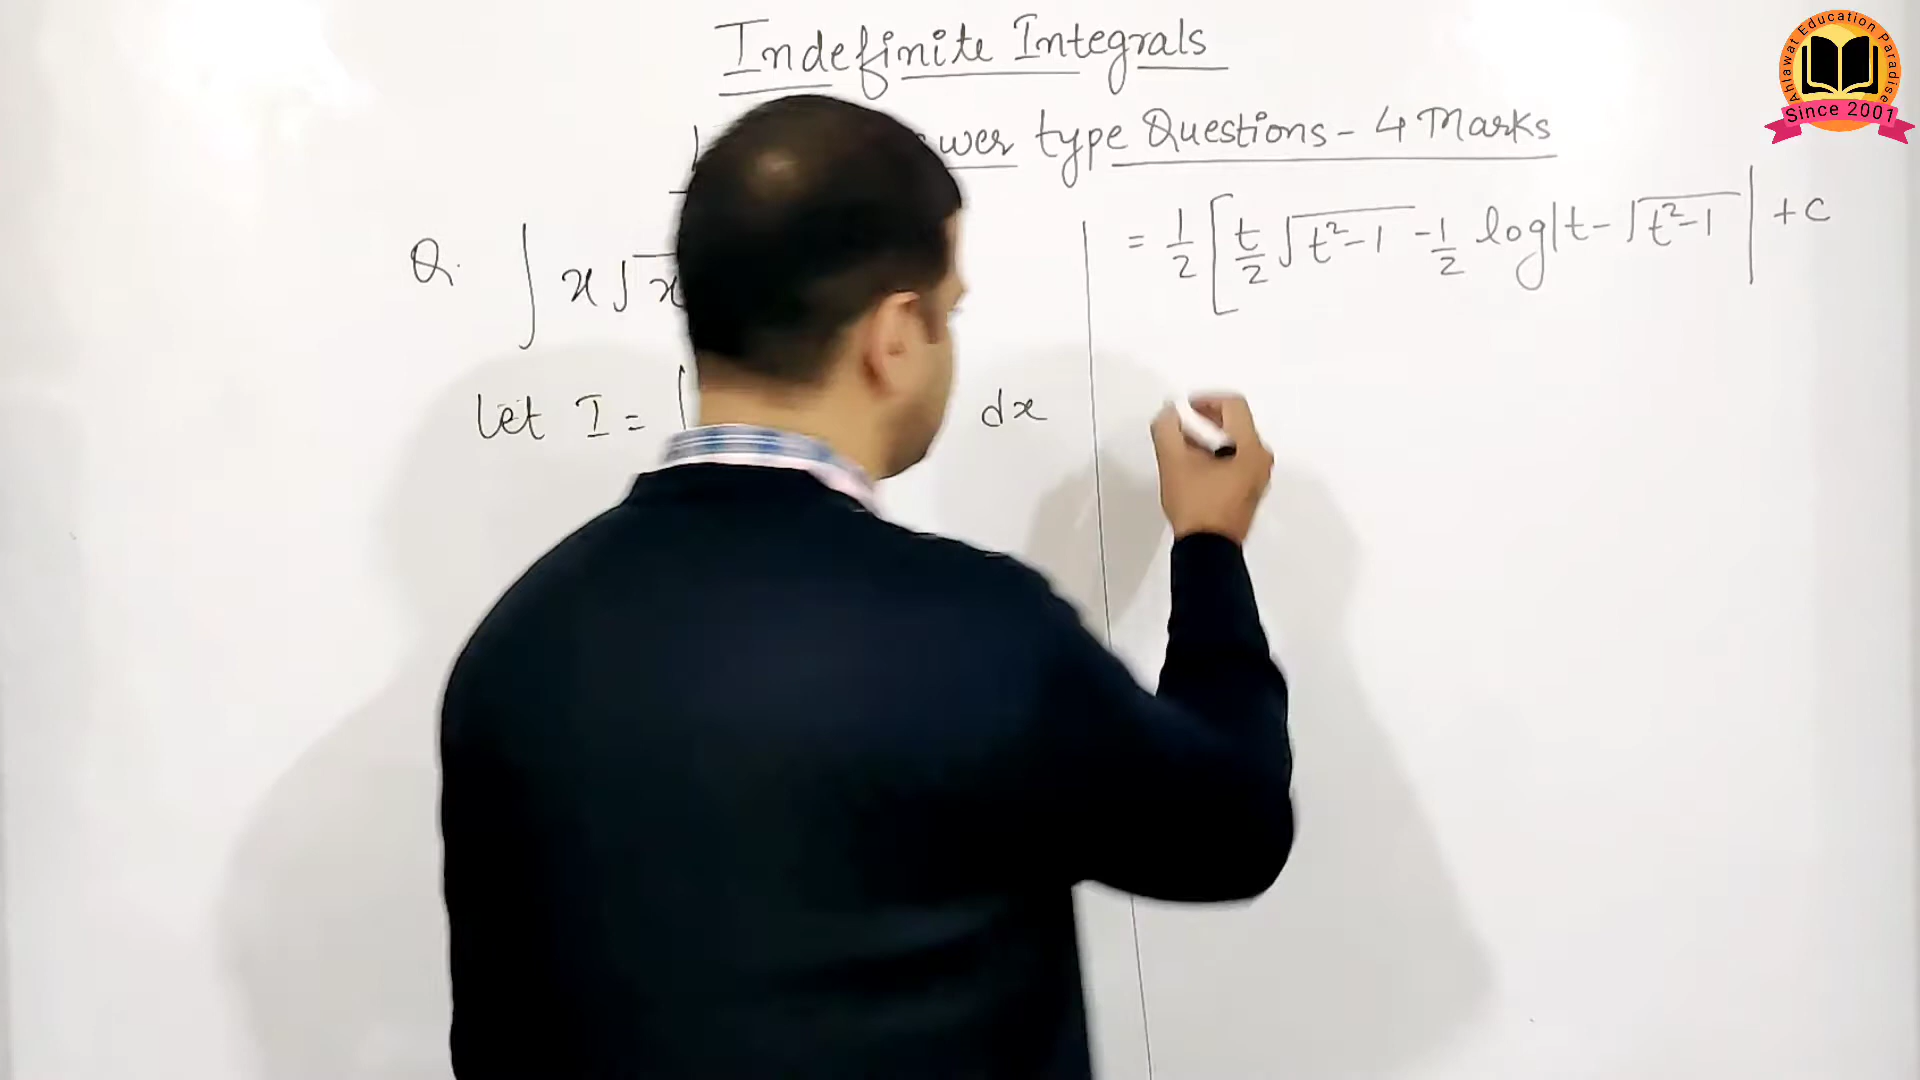 Indefinite Integrals
type Questions - 4 Marks
Q. ∫ x√x
= 1/2 [ t/2 √t²-1 - 1/2 log|t - √t²-1 | + c
Let I = ∫ dx
Ahlawat Education Paradise
Since 2001